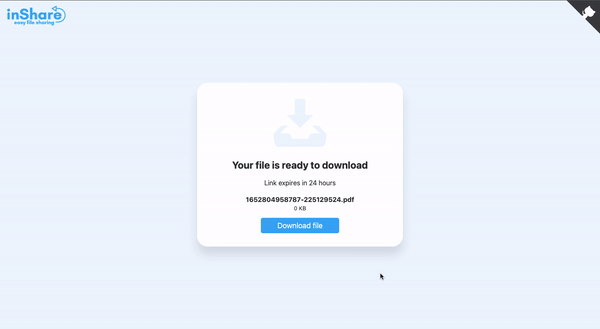 inShare
easy file sharing
Your file is ready to download
Link expires in 24 hours
1652804958787-225129524.pdf
0 KB
Download file